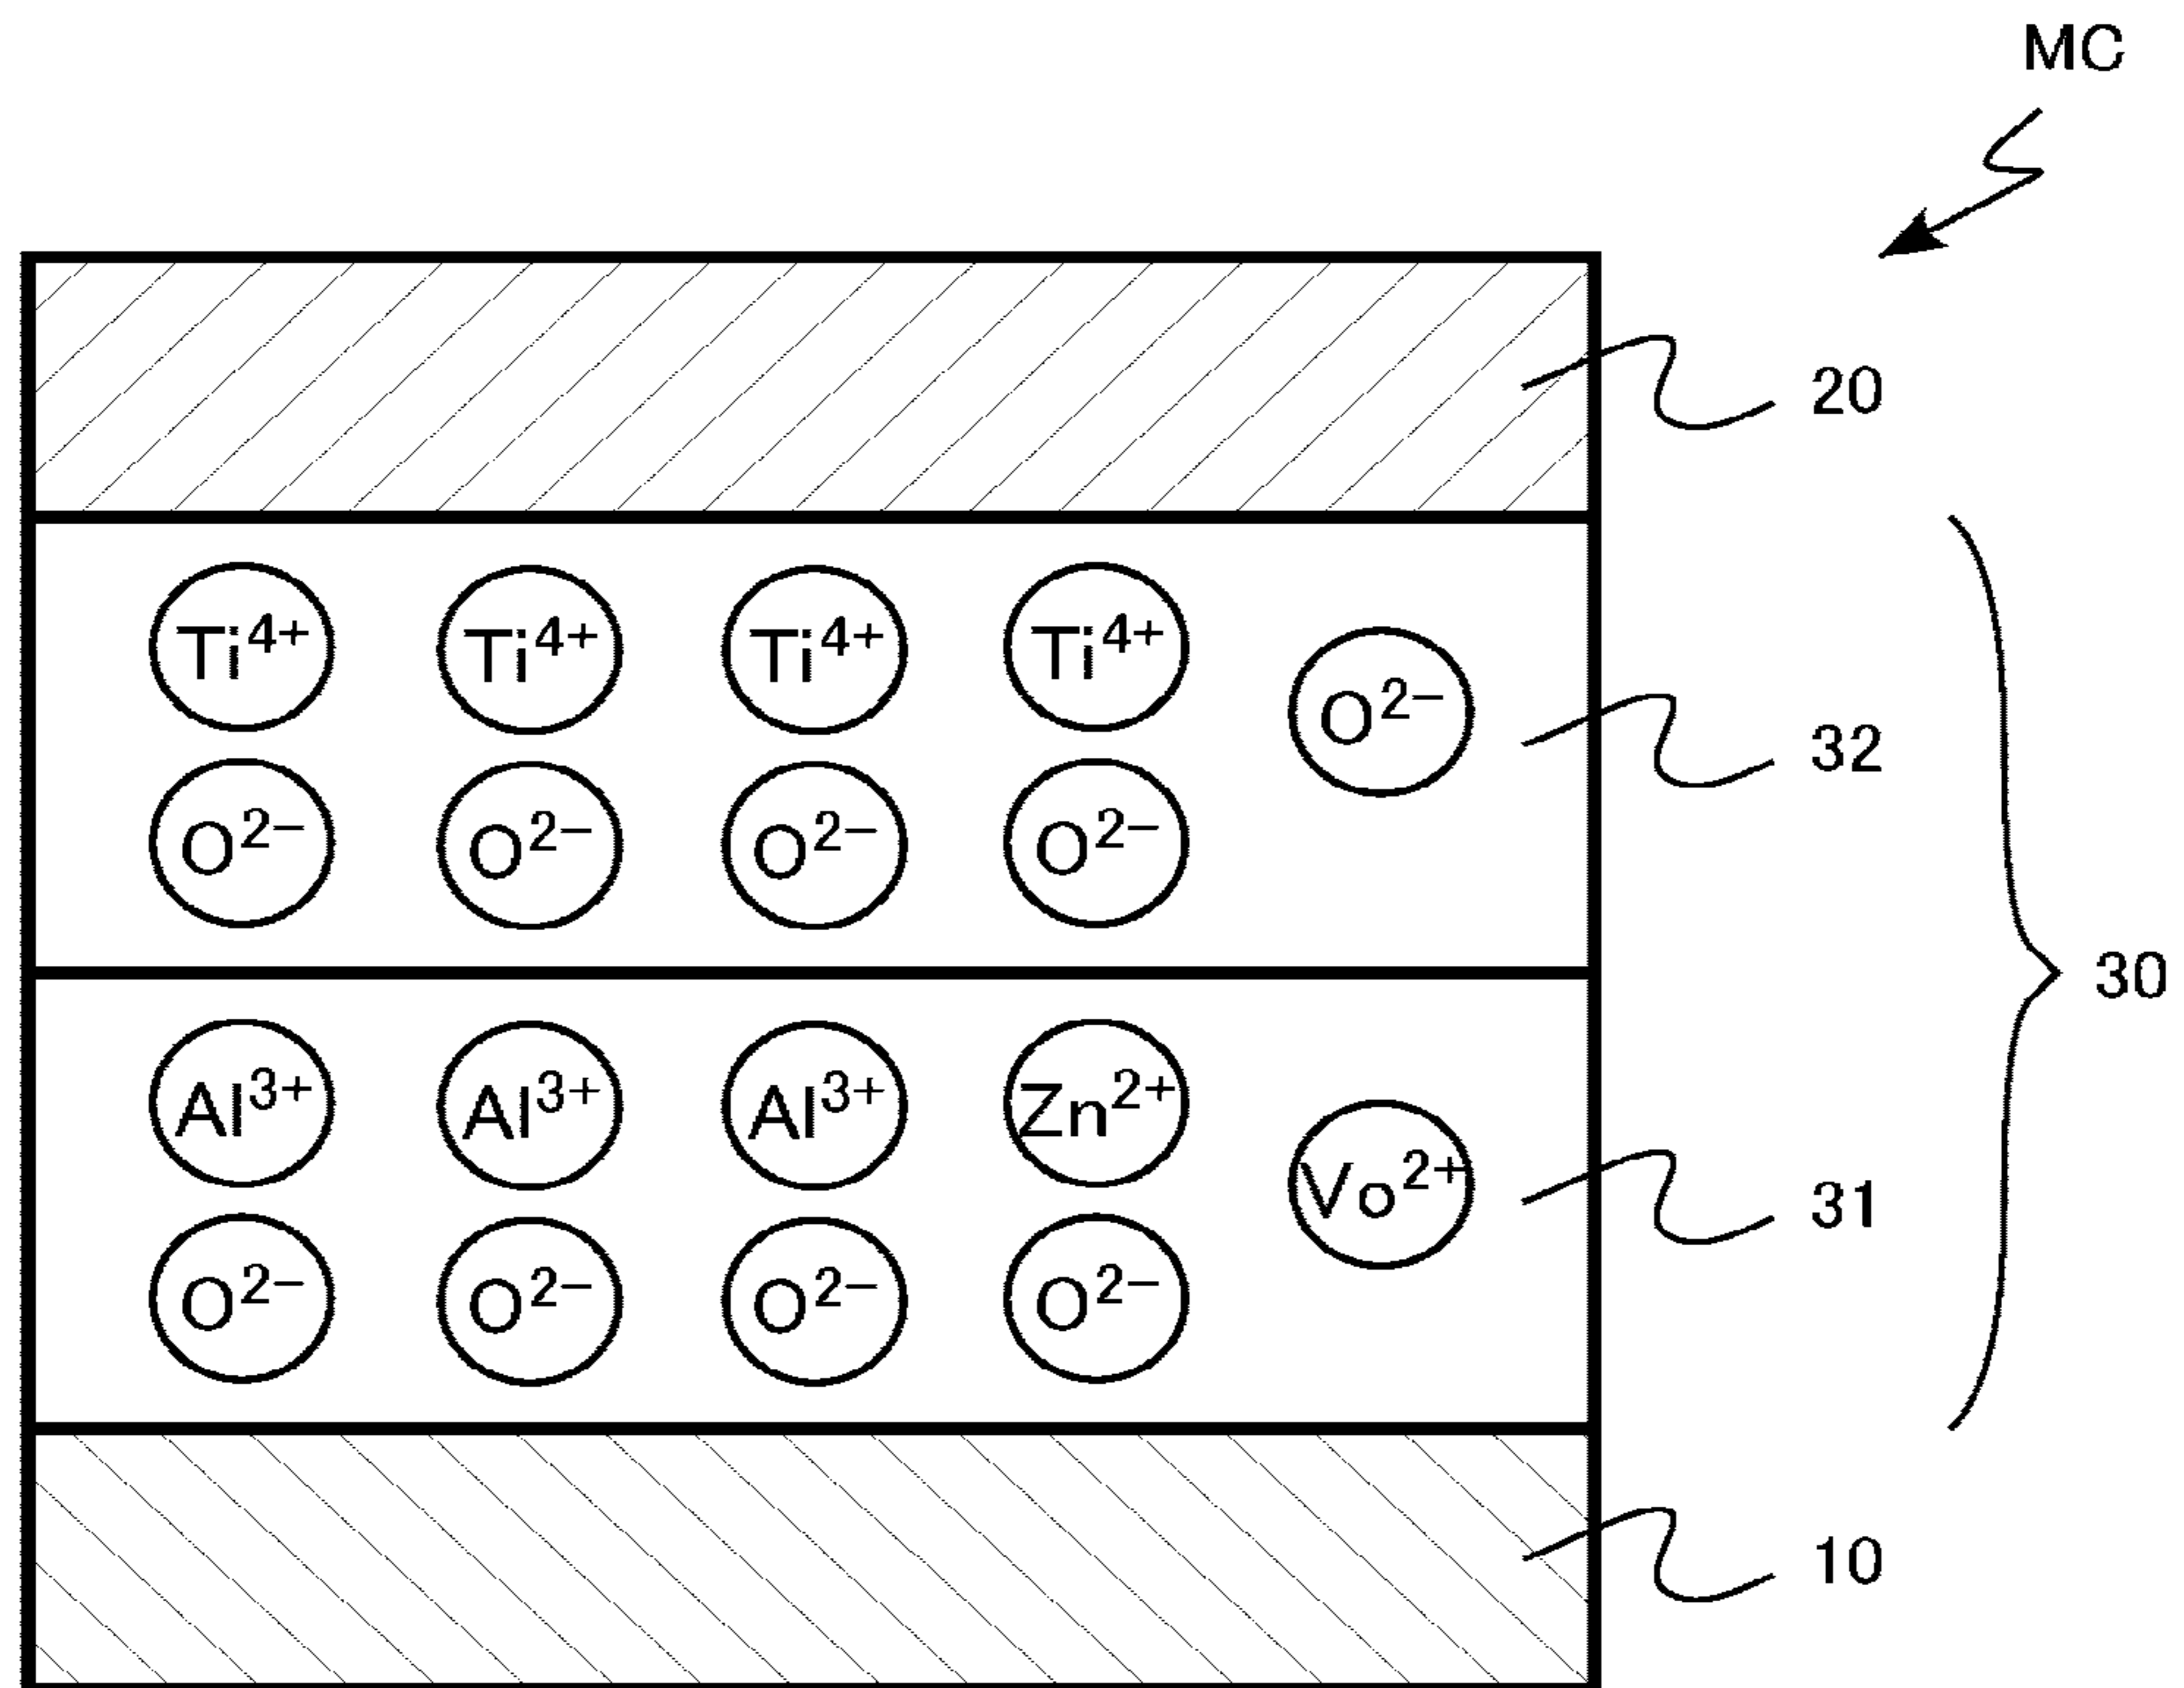 MC
20
Ti⁴⁺ Ti⁴⁺ Ti⁴⁺ Ti⁴⁺
O²⁻
32
O²⁻ O²⁻ O²⁻ O²⁻
30
Al³⁺ Al³⁺ Al³⁺ Zn²⁺
Vo²⁺
31
O²⁻ O²⁻ O²⁻ O²⁻
10